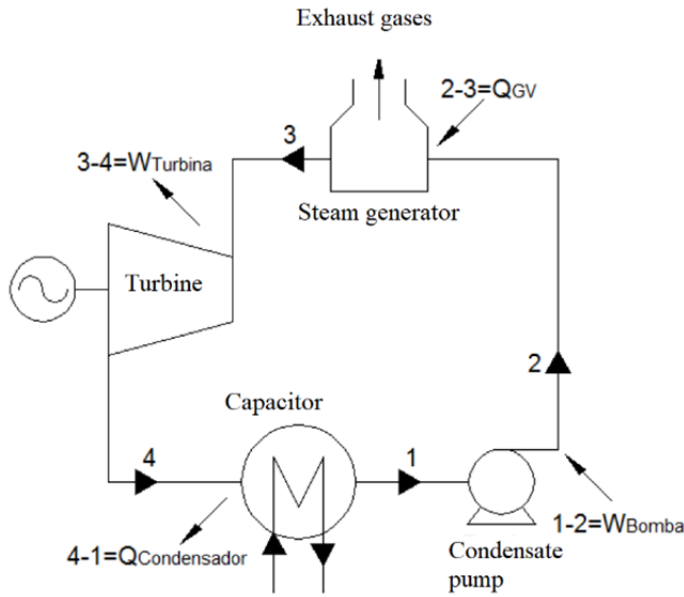 Exhaust gases
2-3=QGV
3
3-4=WTurbina
Steam generator
Turbine
2
Capacitor
4
1
1-2=WBomba
4-1=QCondensador
Condensate
pump